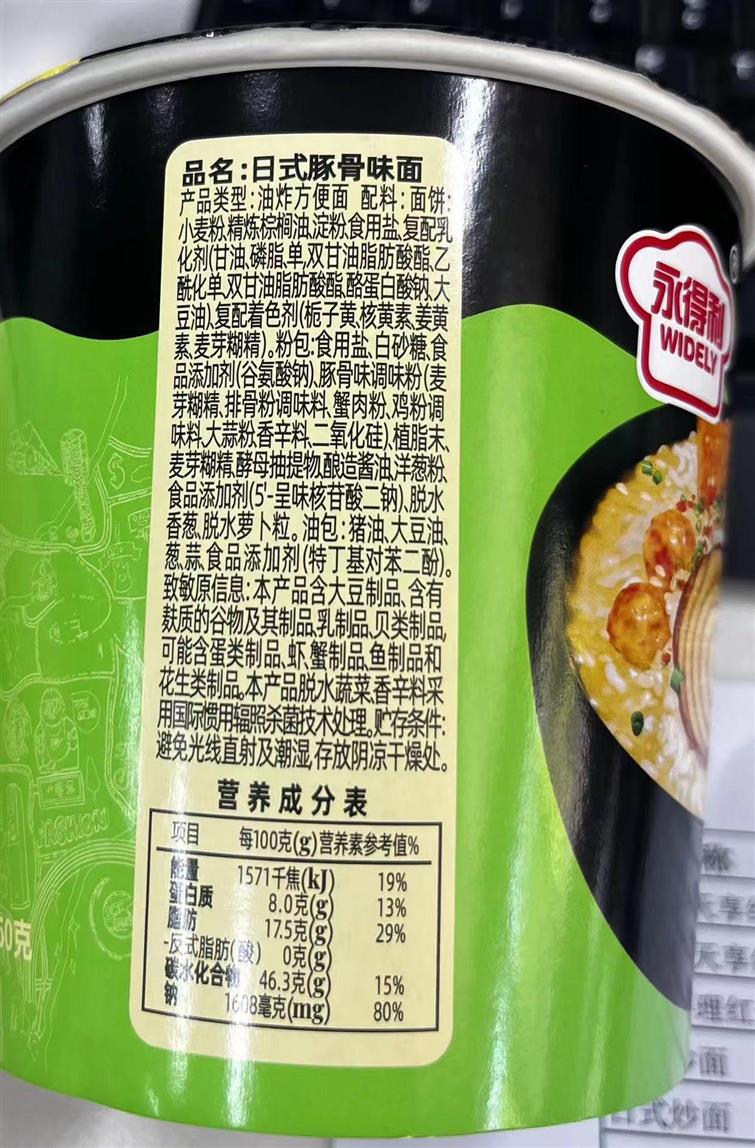 品名:日式豚骨味面
产品类型:油炸方便面 配料:面饼:
小麦粉,精炼棕榈油,淀粉,食用盐,复配乳
化剂(甘油,磷脂,单,双甘油脂肪酸酯,乙
酰化单,双甘油脂肪酸酯,酪蛋白酸钠,大
豆油),复配着色剂(栀子黄,核黄素,姜黄
素,麦芽糊精)。粉包:食用盐,白砂糖,食
品添加剂(谷氨酸钠),豚骨味调味粉(麦
芽糊精、排骨粉调味料,蟹肉粉,鸡粉调
味料,大蒜粉,香辛料,二氧化硅),植脂末,
麦芽糊精,酵母抽提物,酿造酱油,洋葱粉,
食品添加剂(5'-呈味核苷酸二钠),脱水
香葱,脱水萝卜粒。油包:猪油,大豆油,
葱,蒜,食品添加剂(特丁基对苯二酚)。
致敏原信息:本产品含大豆制品、含有
麸质的谷物及其制品,乳制品,贝类制品,
可能含蛋类制品、虾,蟹制品,鱼制品和
花生类制品。本产品脱水蔬菜,香辛料采
用国际惯用辐照杀菌技术处理。贮存条件:
避免光线直射及潮湿,存放阴凉干燥处。
营养成分表
项目 每100克(g) 营养素参考值%
能量 1571千焦(kJ) 19%
蛋白质 8.0克(g) 13%
脂肪 17.5克(g) 29%
-反式脂肪(酸) 0克(g)
碳水化合物 46.3克(g) 15%
钠 1608毫克(mg) 80%
永得利
WIDELY
®
FASHION
50克
称
天享
天享
理红
面
日式炒面